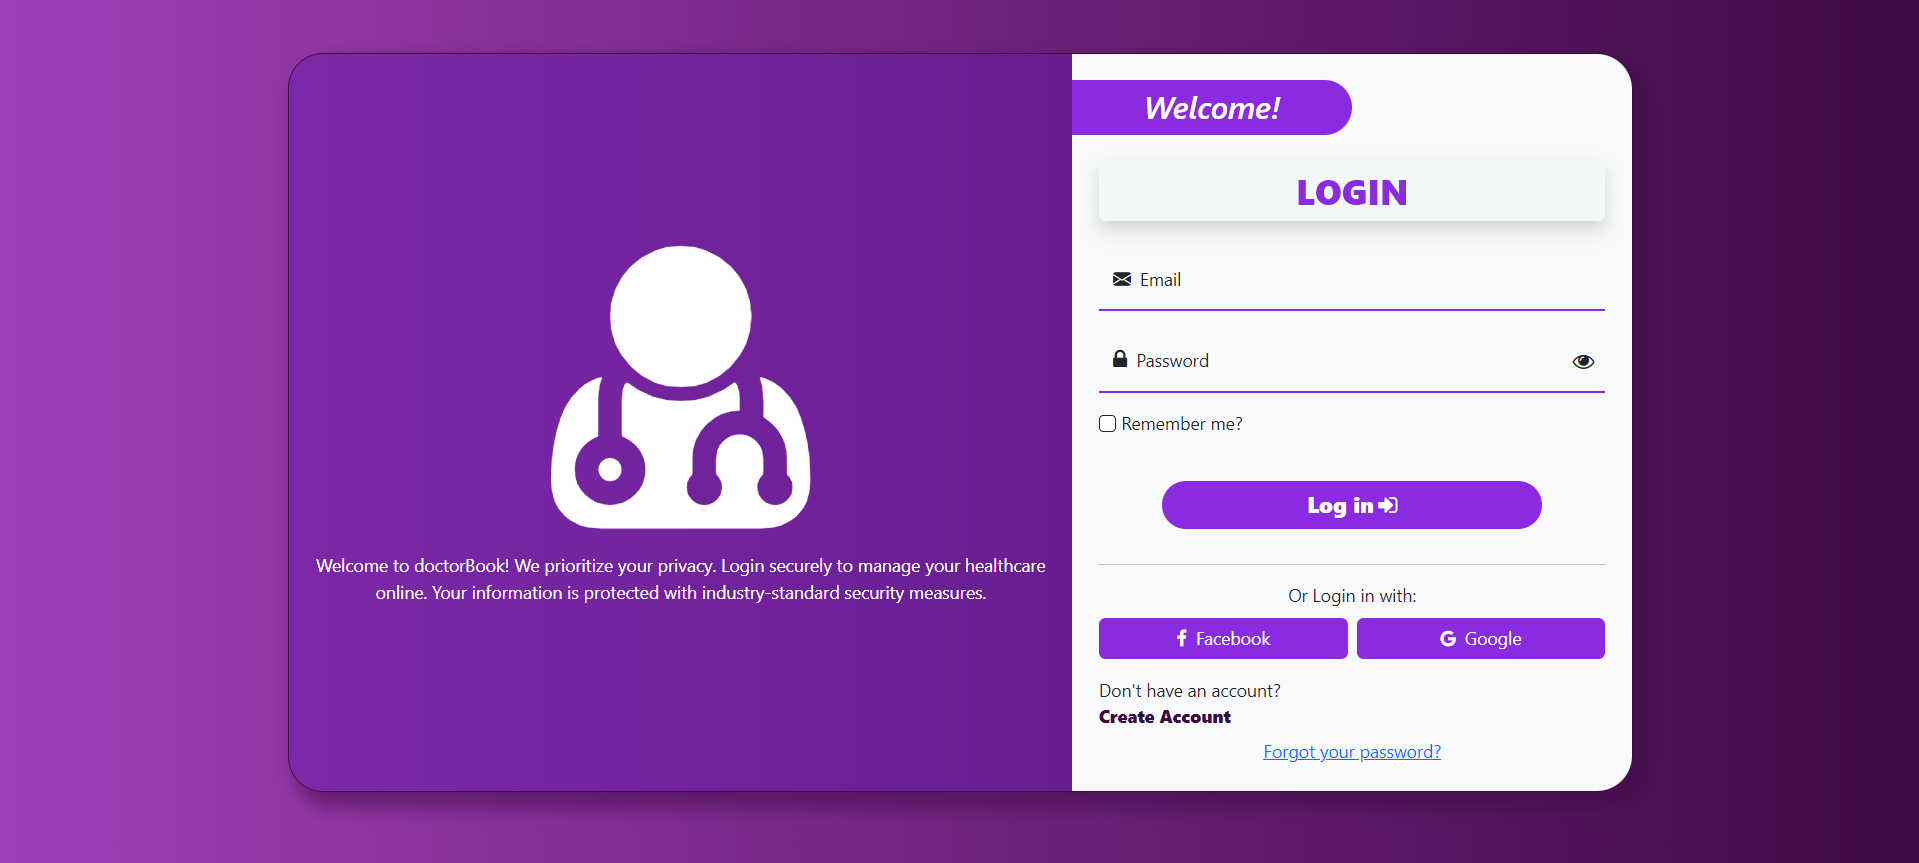 Welcome to doctorBook! We prioritize your privacy. Login securely to manage your healthcare
online. Your information is protected with industry-standard security measures.
Welcome!
LOGIN
Email
Password
Remember me?
Log in
Or Login in with:
Facebook
Google
Don't have an account?
Create Account
Forgot your password?